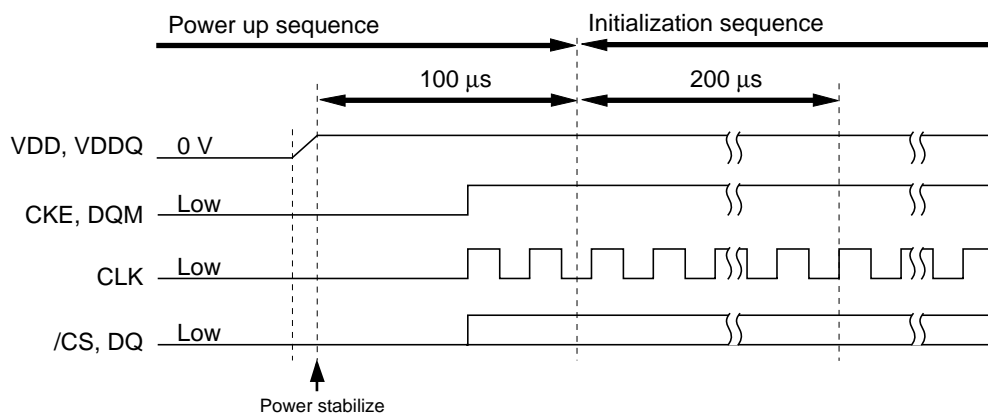 Power up sequence
Initialization sequence
100 μs
200 μs
VDD, VDDQ
0 V
CKE, DQM
Low
CLK
Low
/CS, DQ
Low
Power stabilize